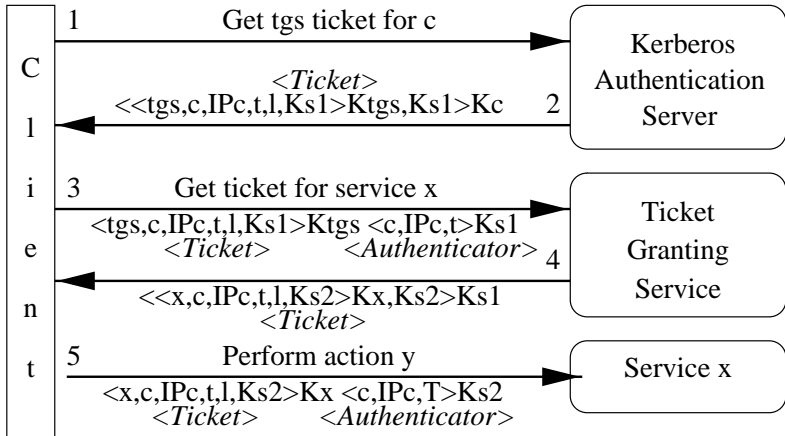 Client
1
Get tgs ticket for c
Kerberos
Authentication
Server
<Ticket>
<<tgs,c,IPc,t,l,Ks1>Ktgs,Ks1>Kc
2
3
Get ticket for service x
<tgs,c,IPc,t,l,Ks1>Ktgs <c,IPc,t>Ks1
<Ticket> <Authenticator>
Ticket
Granting
Service
4
<<x,c,IPc,t,l,Ks2>Kx,Ks2>Ks1
<Ticket>
5
Perform action y
<x,c,IPc,t,l,Ks2>Kx <c,IPc,T>Ks2
<Ticket> <Authenticator>
Service x